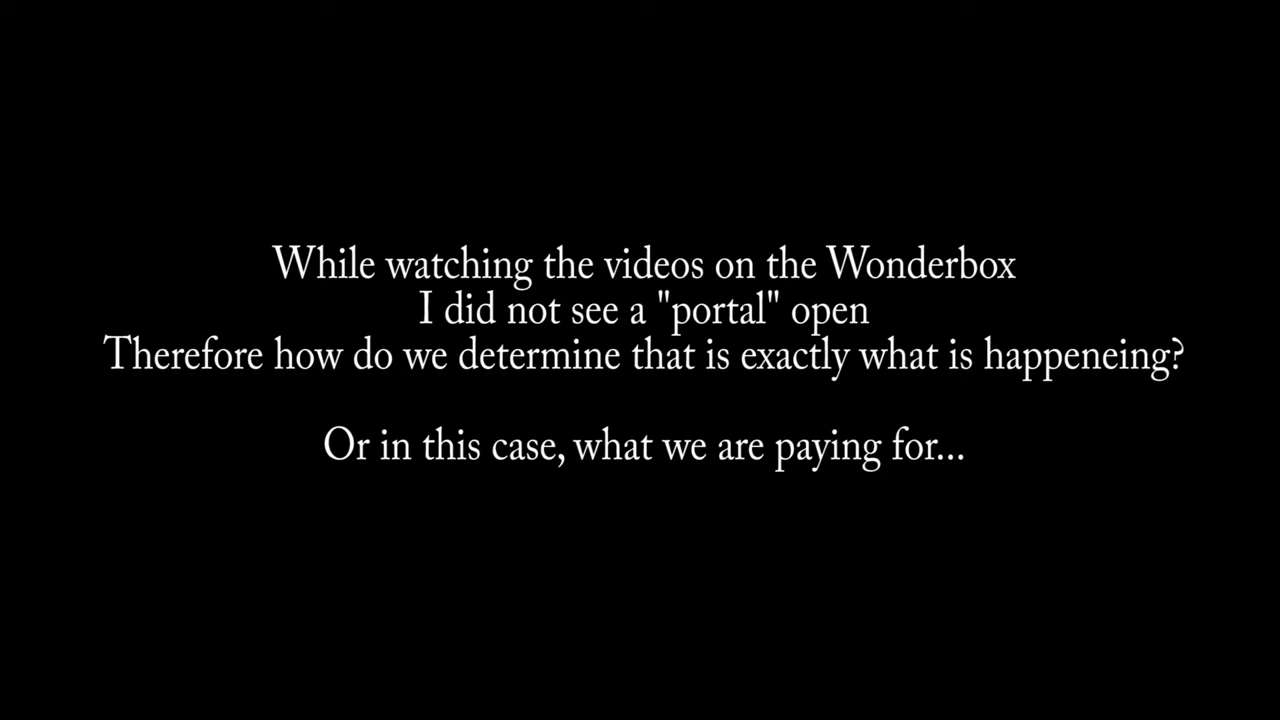 While watching the videos on the Wonderbox
I did not see a "portal" open
Therefore how do we determine that is exactly what is happeneing?
Or in this case, what we are paying for...